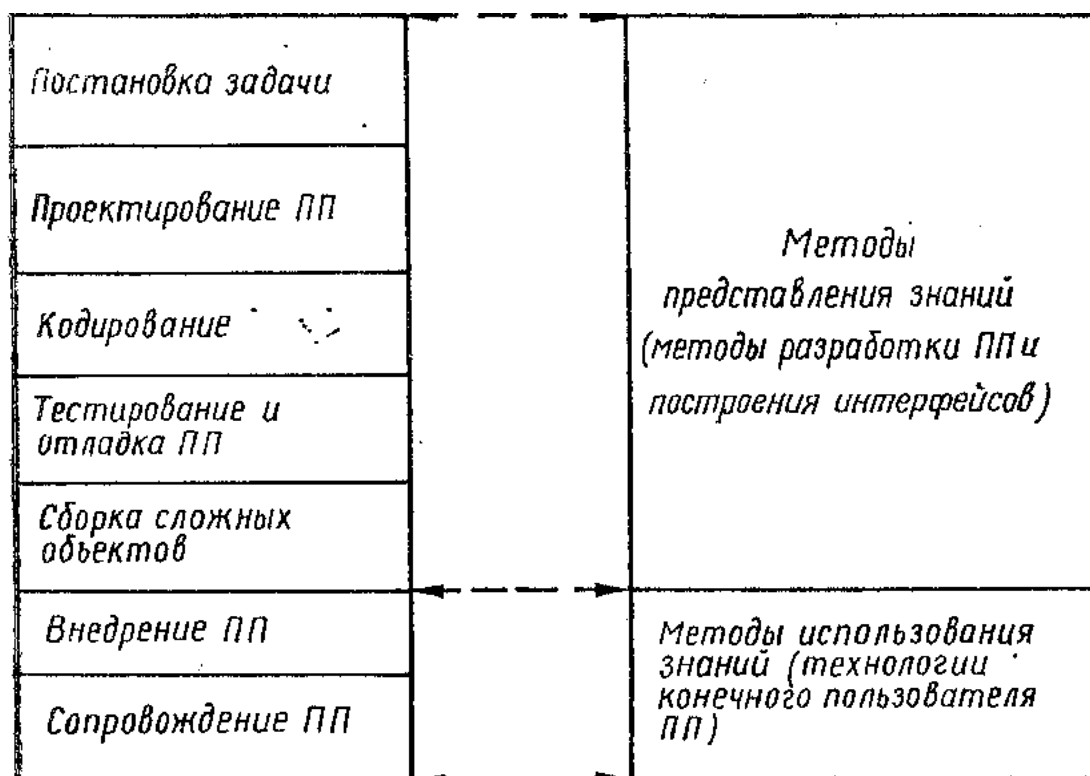 Постановка задачи
Проектирование ПП
Кодирование
Тестирование и
отладка ПП
Сборка сложных
объектов
Внедрение ПП
Сопровождение ПП
Методы
представления знаний
(методы разработки ПП и
построения интерфейсов)
Методы использования
знаний (технологии
конечного пользователя
ПП)